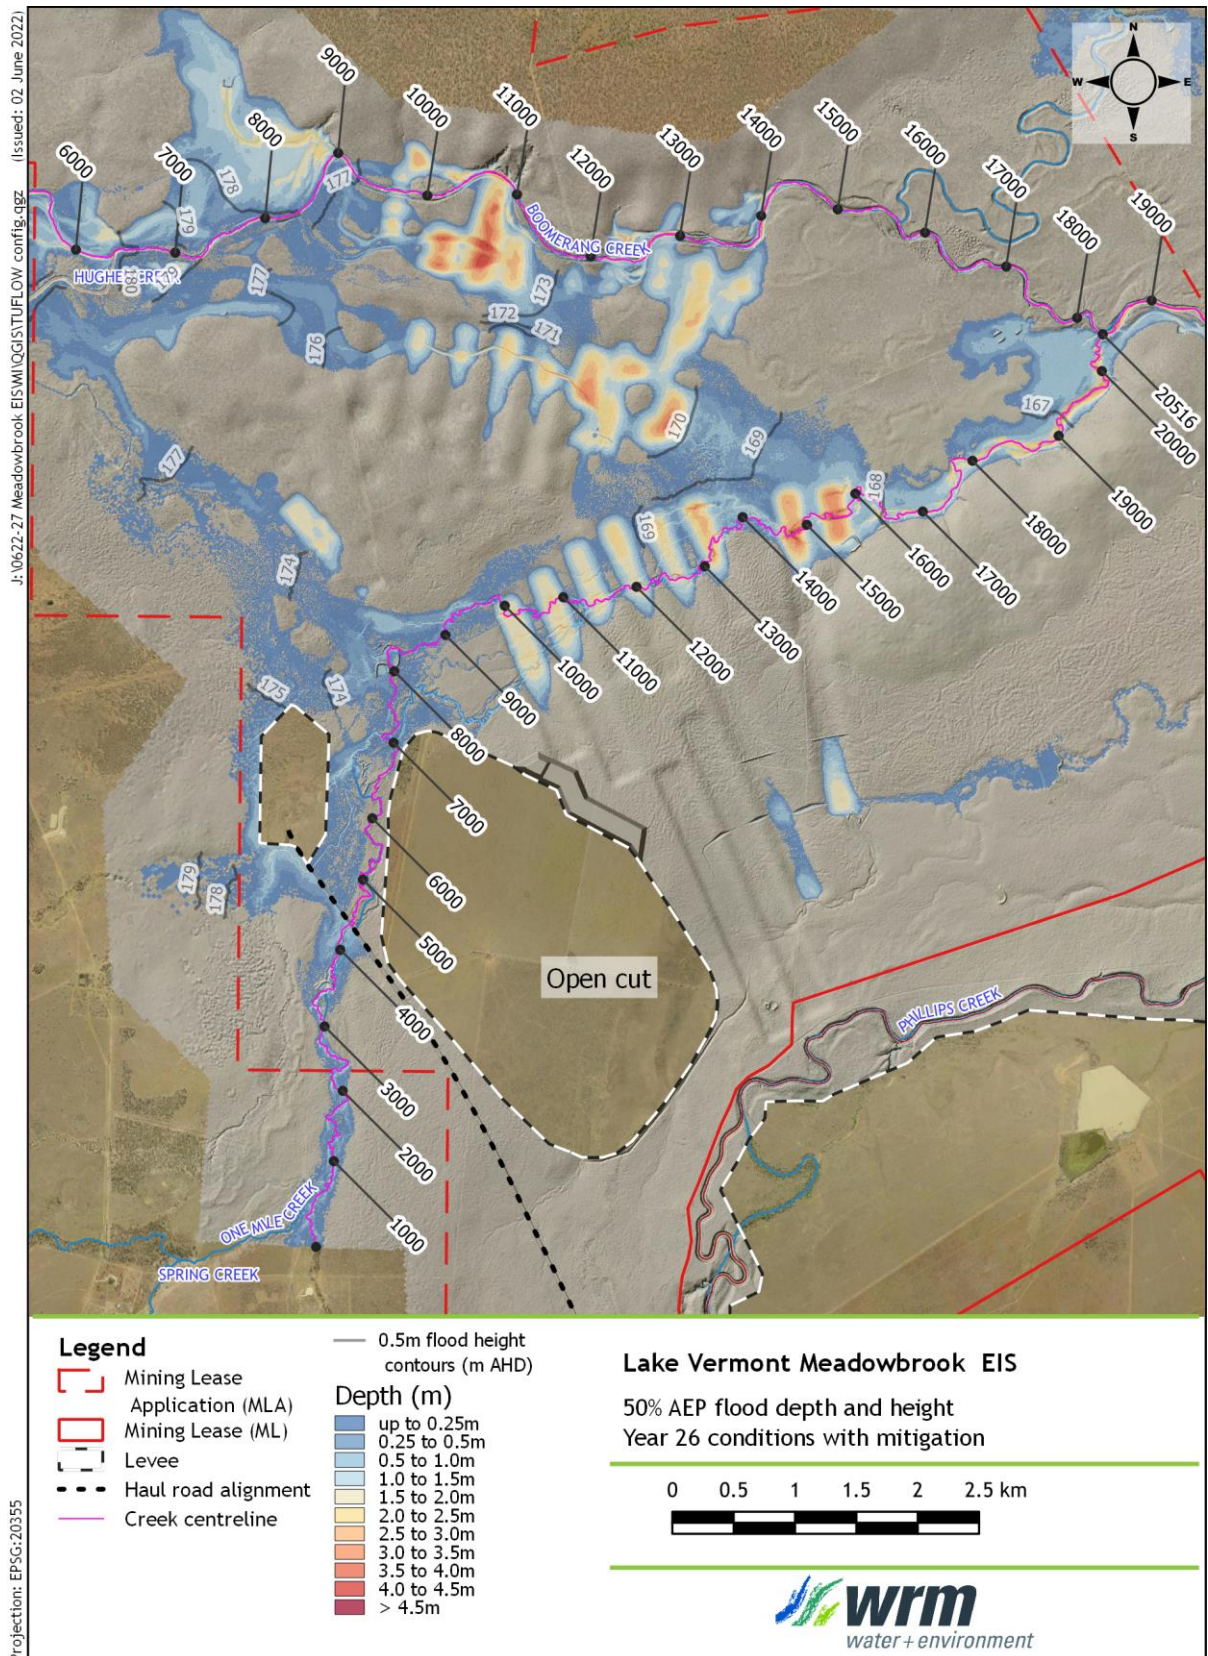 J:\0622-27 Meadowbrook EIS\MI\QGIS\TUFLOW config.qgz (Issued: 02 June 2022)
Projection: EPSG:20355
N
W
E
S
6000
7000
8000
9000
10000
11000
12000
13000
14000
15000
16000
17000
18000
19000
HUGHES CREEK
BOOMERANG CREEK
178
177
179
180
179
177
176
173
172
171
170
169
167
168
169
177
174
175
174
179
178
20516
20000
19000
18000
17000
16000
15000
14000
13000
12000
11000
10000
9000
8000
7000
6000
5000
4000
3000
2000
1000
Open cut
PHILLIPS CREEK
ONE MILE CREEK
SPRING CREEK
Legend
Mining Lease
Application (MLA)
Mining Lease (ML)
Levee
Haul road alignment
Creek centreline
0.5m flood height
contours (m AHD)
Depth (m)
up to 0.25m
0.25 to 0.5m
0.5 to 1.0m
1.0 to 1.5m
1.5 to 2.0m
2.0 to 2.5m
2.5 to 3.0m
3.0 to 3.5m
3.5 to 4.0m
4.0 to 4.5m
> 4.5m
Lake Vermont Meadowbrook EIS
50% AEP flood depth and height
Year 26 conditions with mitigation
0 0.5 1 1.5 2 2.5 km
wrm
water+environment